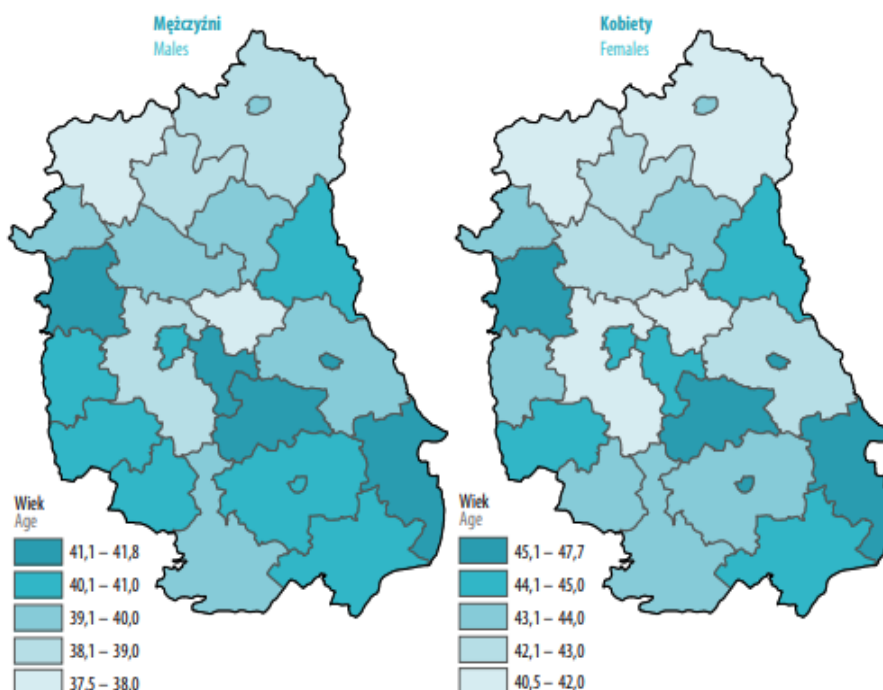 Mężczyźni
Males
Kobiety
Females
Wiek
Age
41,1 – 41,8
40,1 – 41,0
39,1 – 40,0
38,1 – 39,0
37,5 – 38,0
Wiek
Age
45,1 – 47,7
44,1 – 45,0
43,1 – 44,0
42,1 – 43,0
40,5 – 42,0